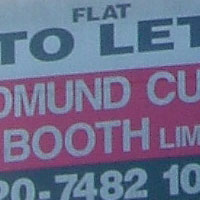 FLAT
TO LET
DMUND CU
BOOTH LIM
20-7482 10